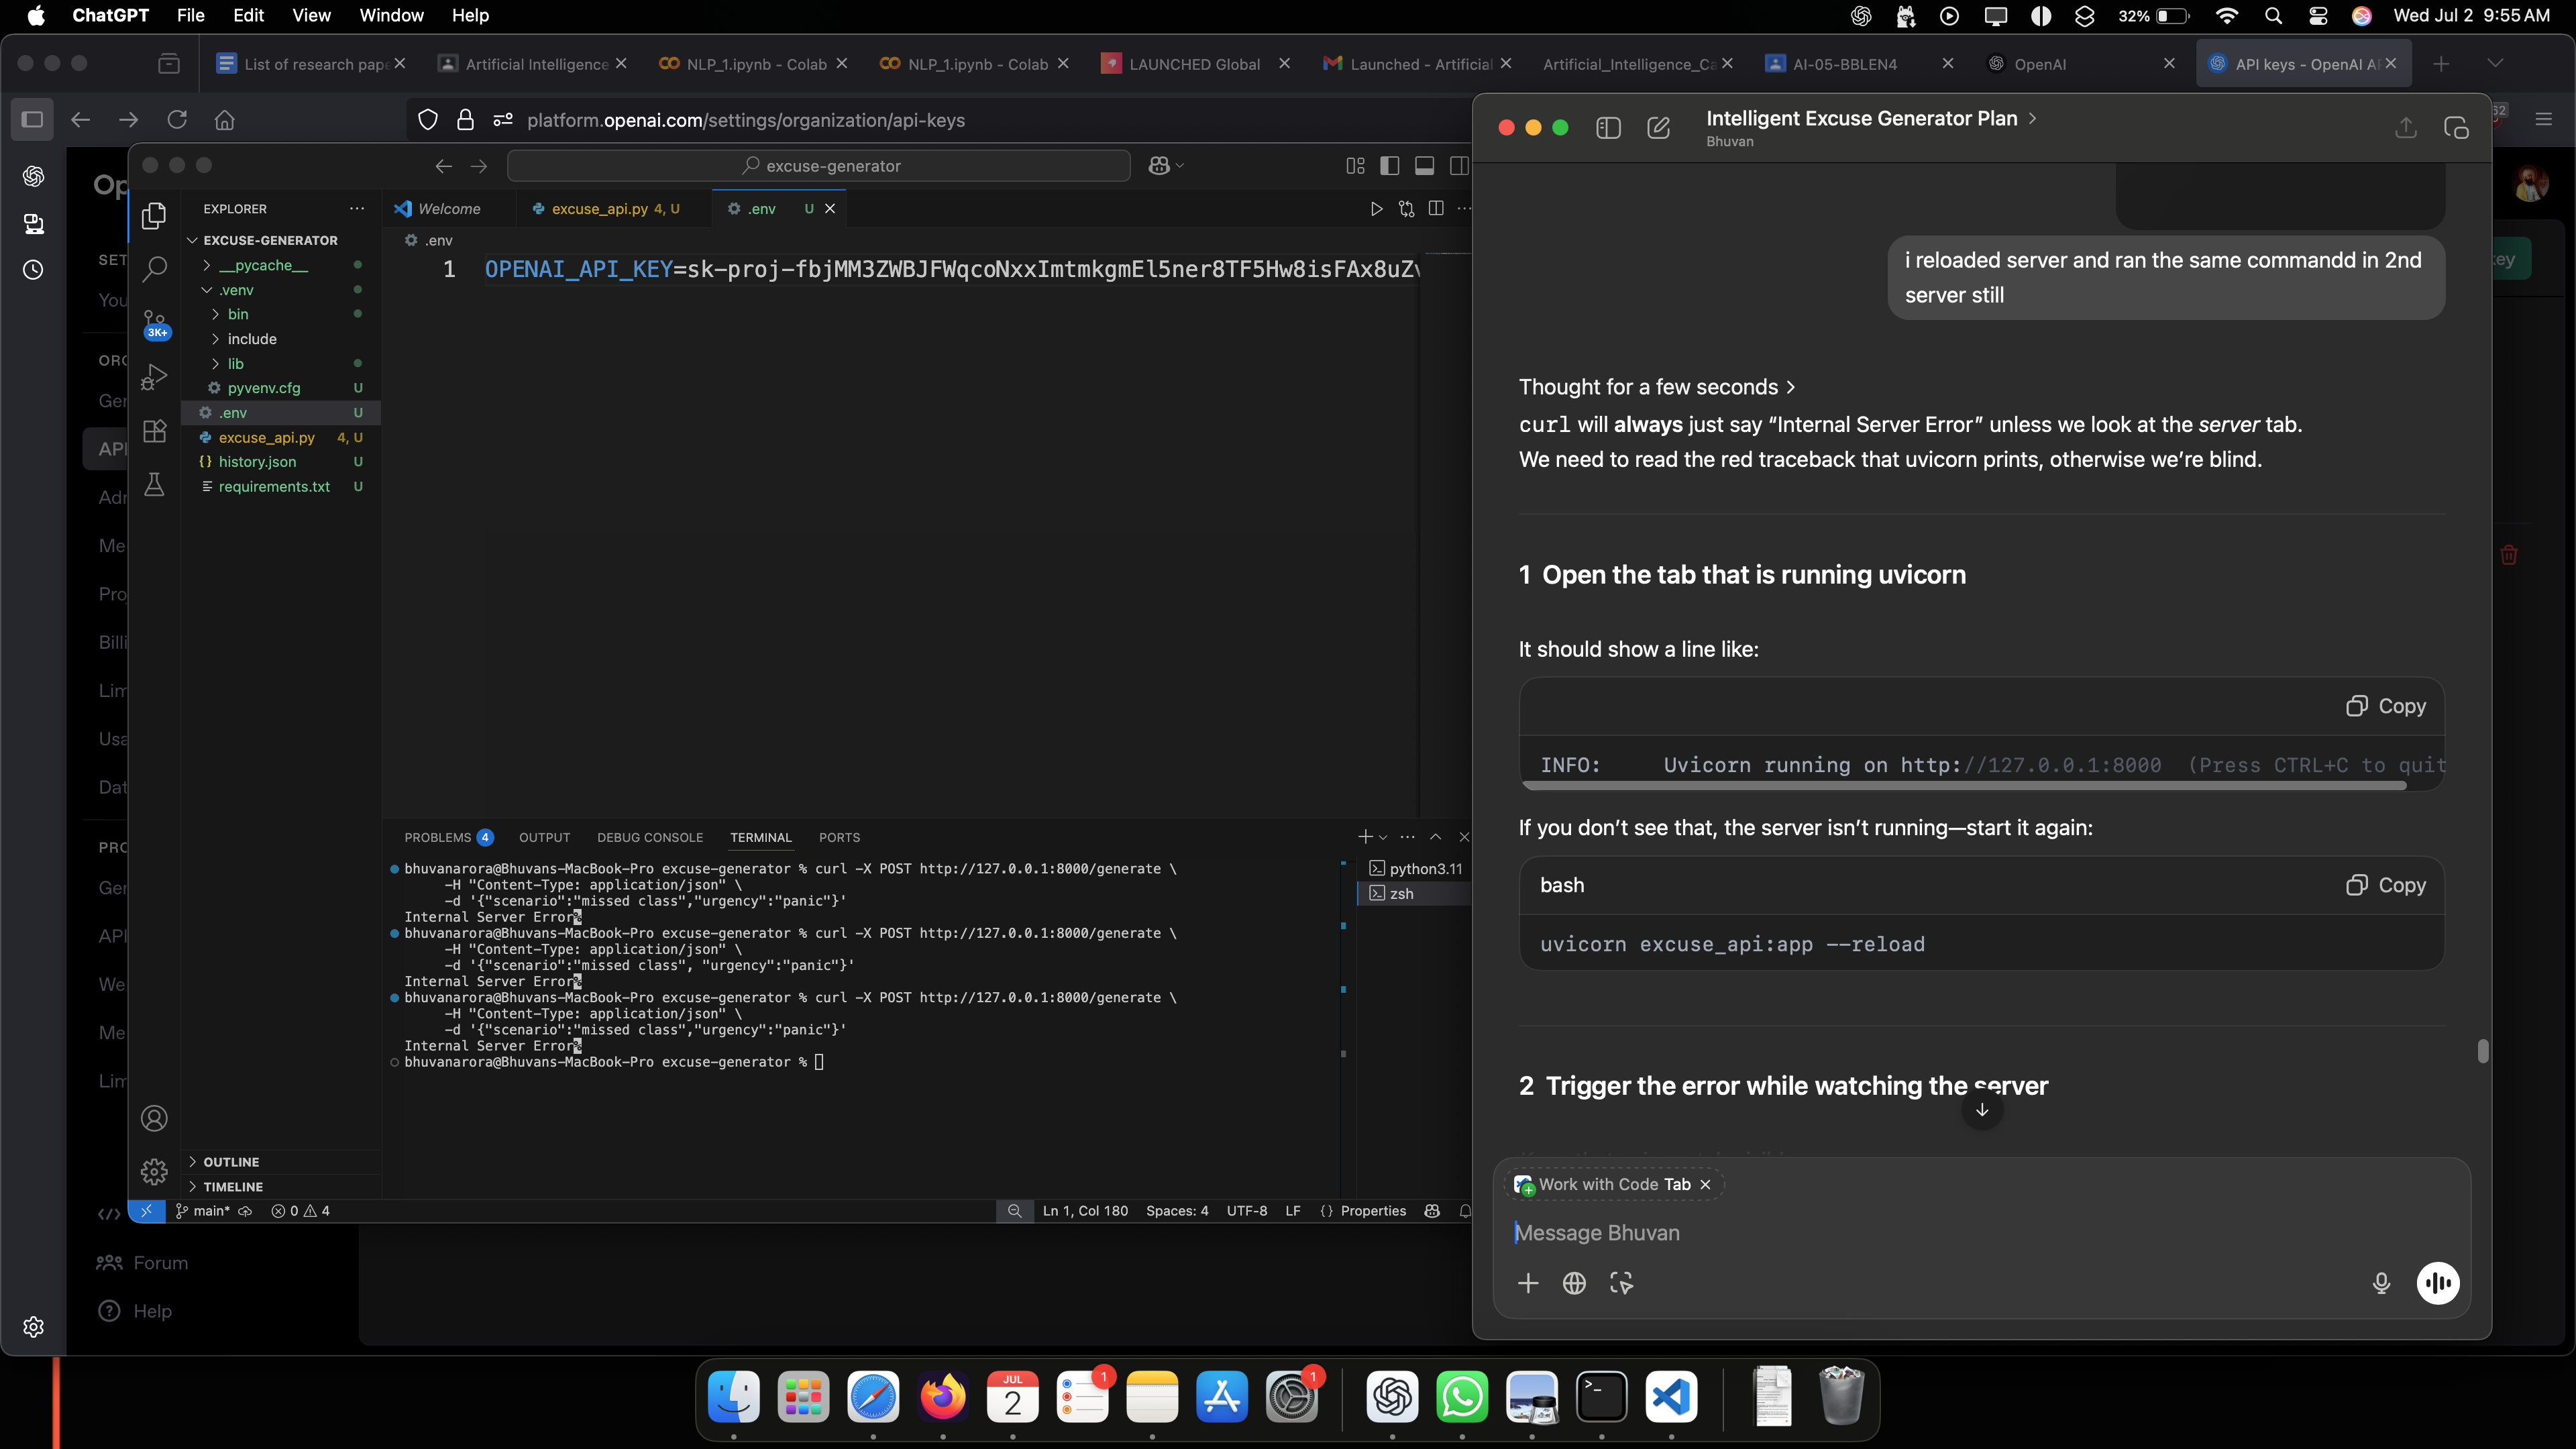 ChatGPT File Edit View Window Help
32% Wed Jul 2 9:55 AM
List of research pape
Artificial Intelligence
NLP_1.ipynb - Colab
NLP_1.ipynb - Colab
LAUNCHED Global
Launched - Artificial
Artificial_Intelligence_Ca
AI-05-BBLEN4
OpenAI
API keys - OpenAI AP
platform.openai.com/settings/organization/api-keys
Op
SET
You
ORG
Ger
API
Adr
Me
Pro
Billi
Lim
Usa
Dat
PRO
Ger
API
We
Me
Lim
Forum
Help
excuse-generator
EXPLORER
EXCUSE-GENERATOR
__pycache__
.venv
bin
include
lib
pyvenv.cfg U
.env U
excuse_api.py 4, U
{} history.json U
requirements.txt U
3K+
OUTLINE
TIMELINE
Welcome
excuse_api.py 4, U
.env U
.env
1 OPENAI_API_KEY=sk-proj-fbjMM3ZWBJFWqcoNxxImtmkgmEl5ner8TF5Hw8isFAx8uZv
PROBLEMS 4 OUTPUT DEBUG CONSOLE TERMINAL PORTS
bhuvanarora@Bhuvans-MacBook-Pro excuse-generator % curl -X POST http://127.0.0.1:8000/generate \
-H "Content-Type: application/json" \
-d '{"scenario":"missed class","urgency":"panic"}'
Internal Server Error%
bhuvanarora@Bhuvans-MacBook-Pro excuse-generator % curl -X POST http://127.0.0.1:8000/generate \
-H "Content-Type: application/json" \
-d '{"scenario":"missed class", "urgency":"panic"}'
Internal Server Error%
bhuvanarora@Bhuvans-MacBook-Pro excuse-generator % curl -X POST http://127.0.0.1:8000/generate \
-H "Content-Type: application/json" \
-d '{"scenario":"missed class","urgency":"panic"}'
Internal Server Error%
bhuvanarora@Bhuvans-MacBook-Pro excuse-generator %
python3.11
zsh
main* 0 4
Ln 1, Col 180 Spaces: 4 UTF-8 LF {} Properties
Intelligent Excuse Generator Plan >
Bhuvan
i reloaded server and ran the same commandd in 2nd
server still
Thought for a few seconds >
curl will always just say “Internal Server Error” unless we look at the server tab.
We need to read the red traceback that uvicorn prints, otherwise we’re blind.
1 Open the tab that is running uvicorn
It should show a line like:
Copy
INFO: Uvicorn running on http://127.0.0.1:8000 (Press CTRL+C to quit
If you don’t see that, the server isn’t running—start it again:
bash Copy
uvicorn excuse_api:app --reload
2 Trigger the error while watching the server
Work with Code Tab
Message Bhuvan
key
JUL
2
1
1